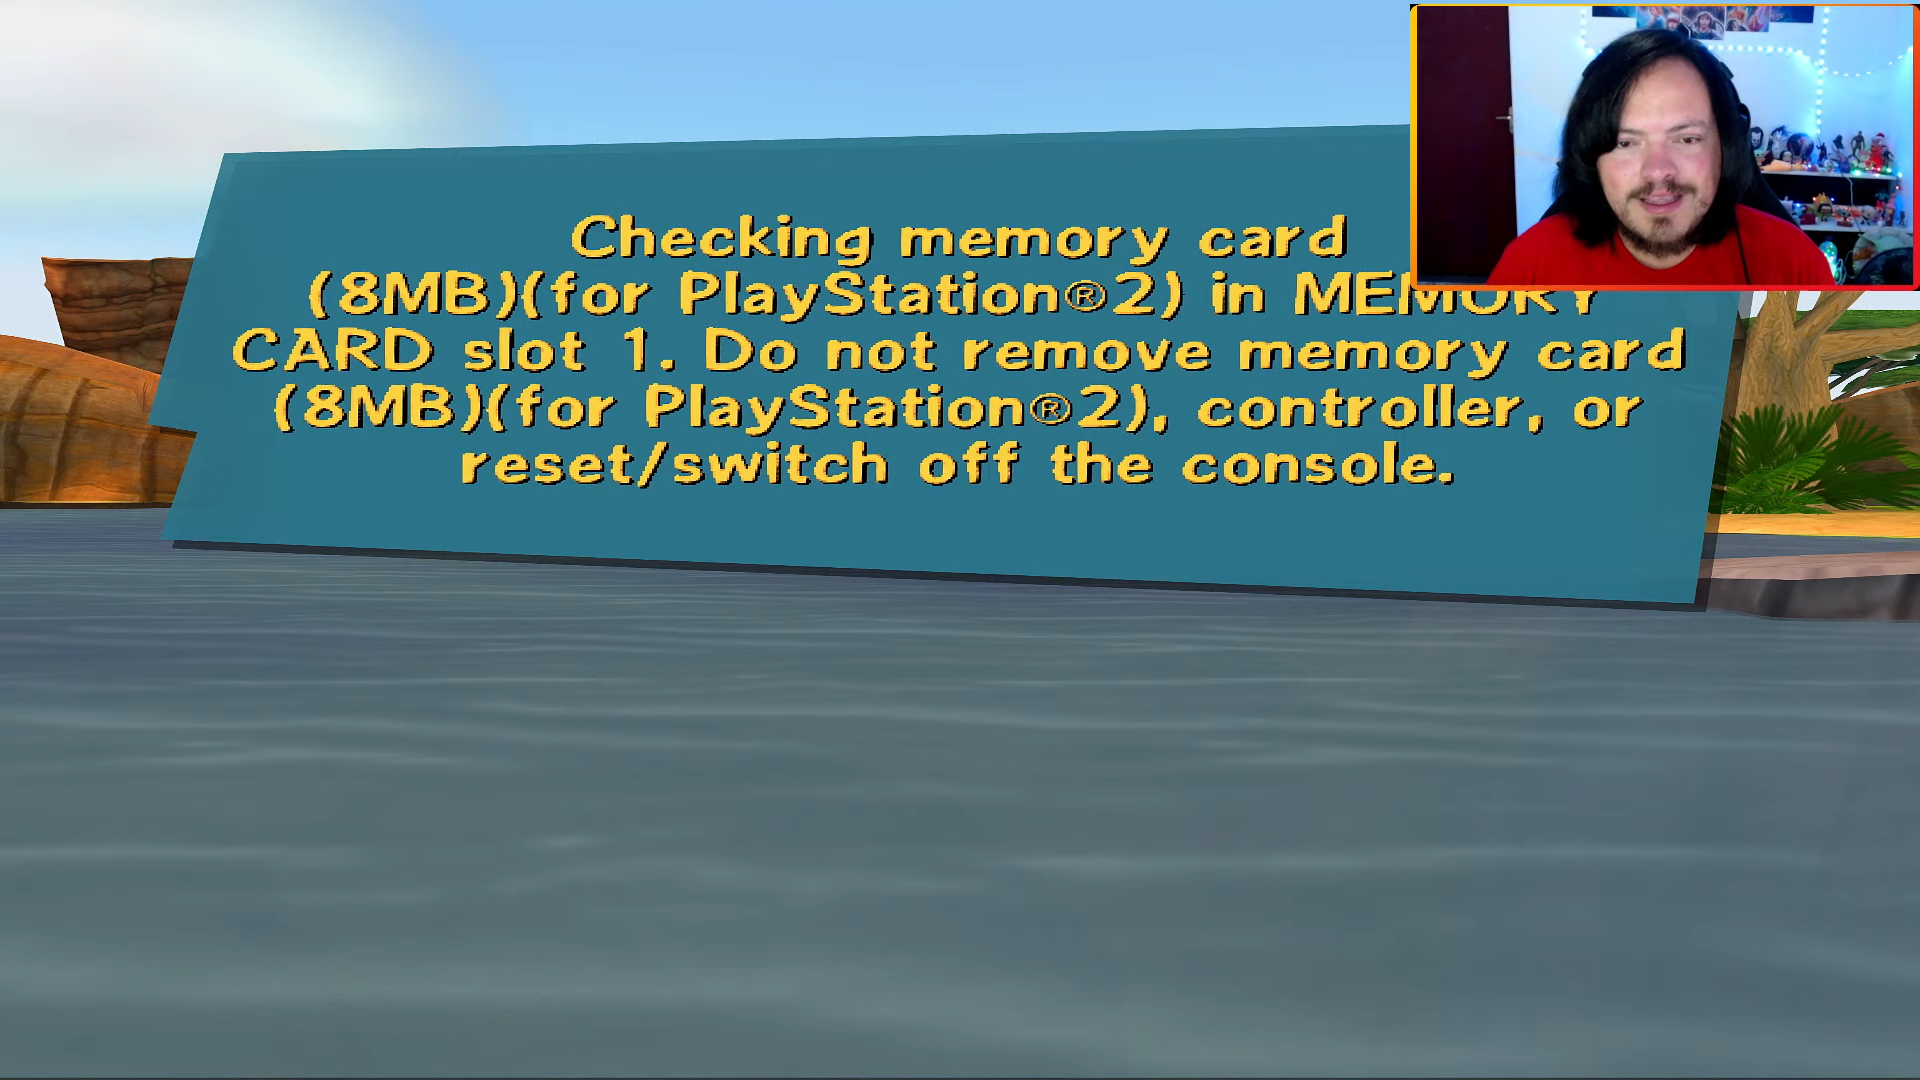 Checking memory card
(8MB)(for PlayStation®2) in MEMORY
CARD slot 1. Do not remove memory card
(8MB)(for PlayStation®2), controller, or
reset/switch off the console.